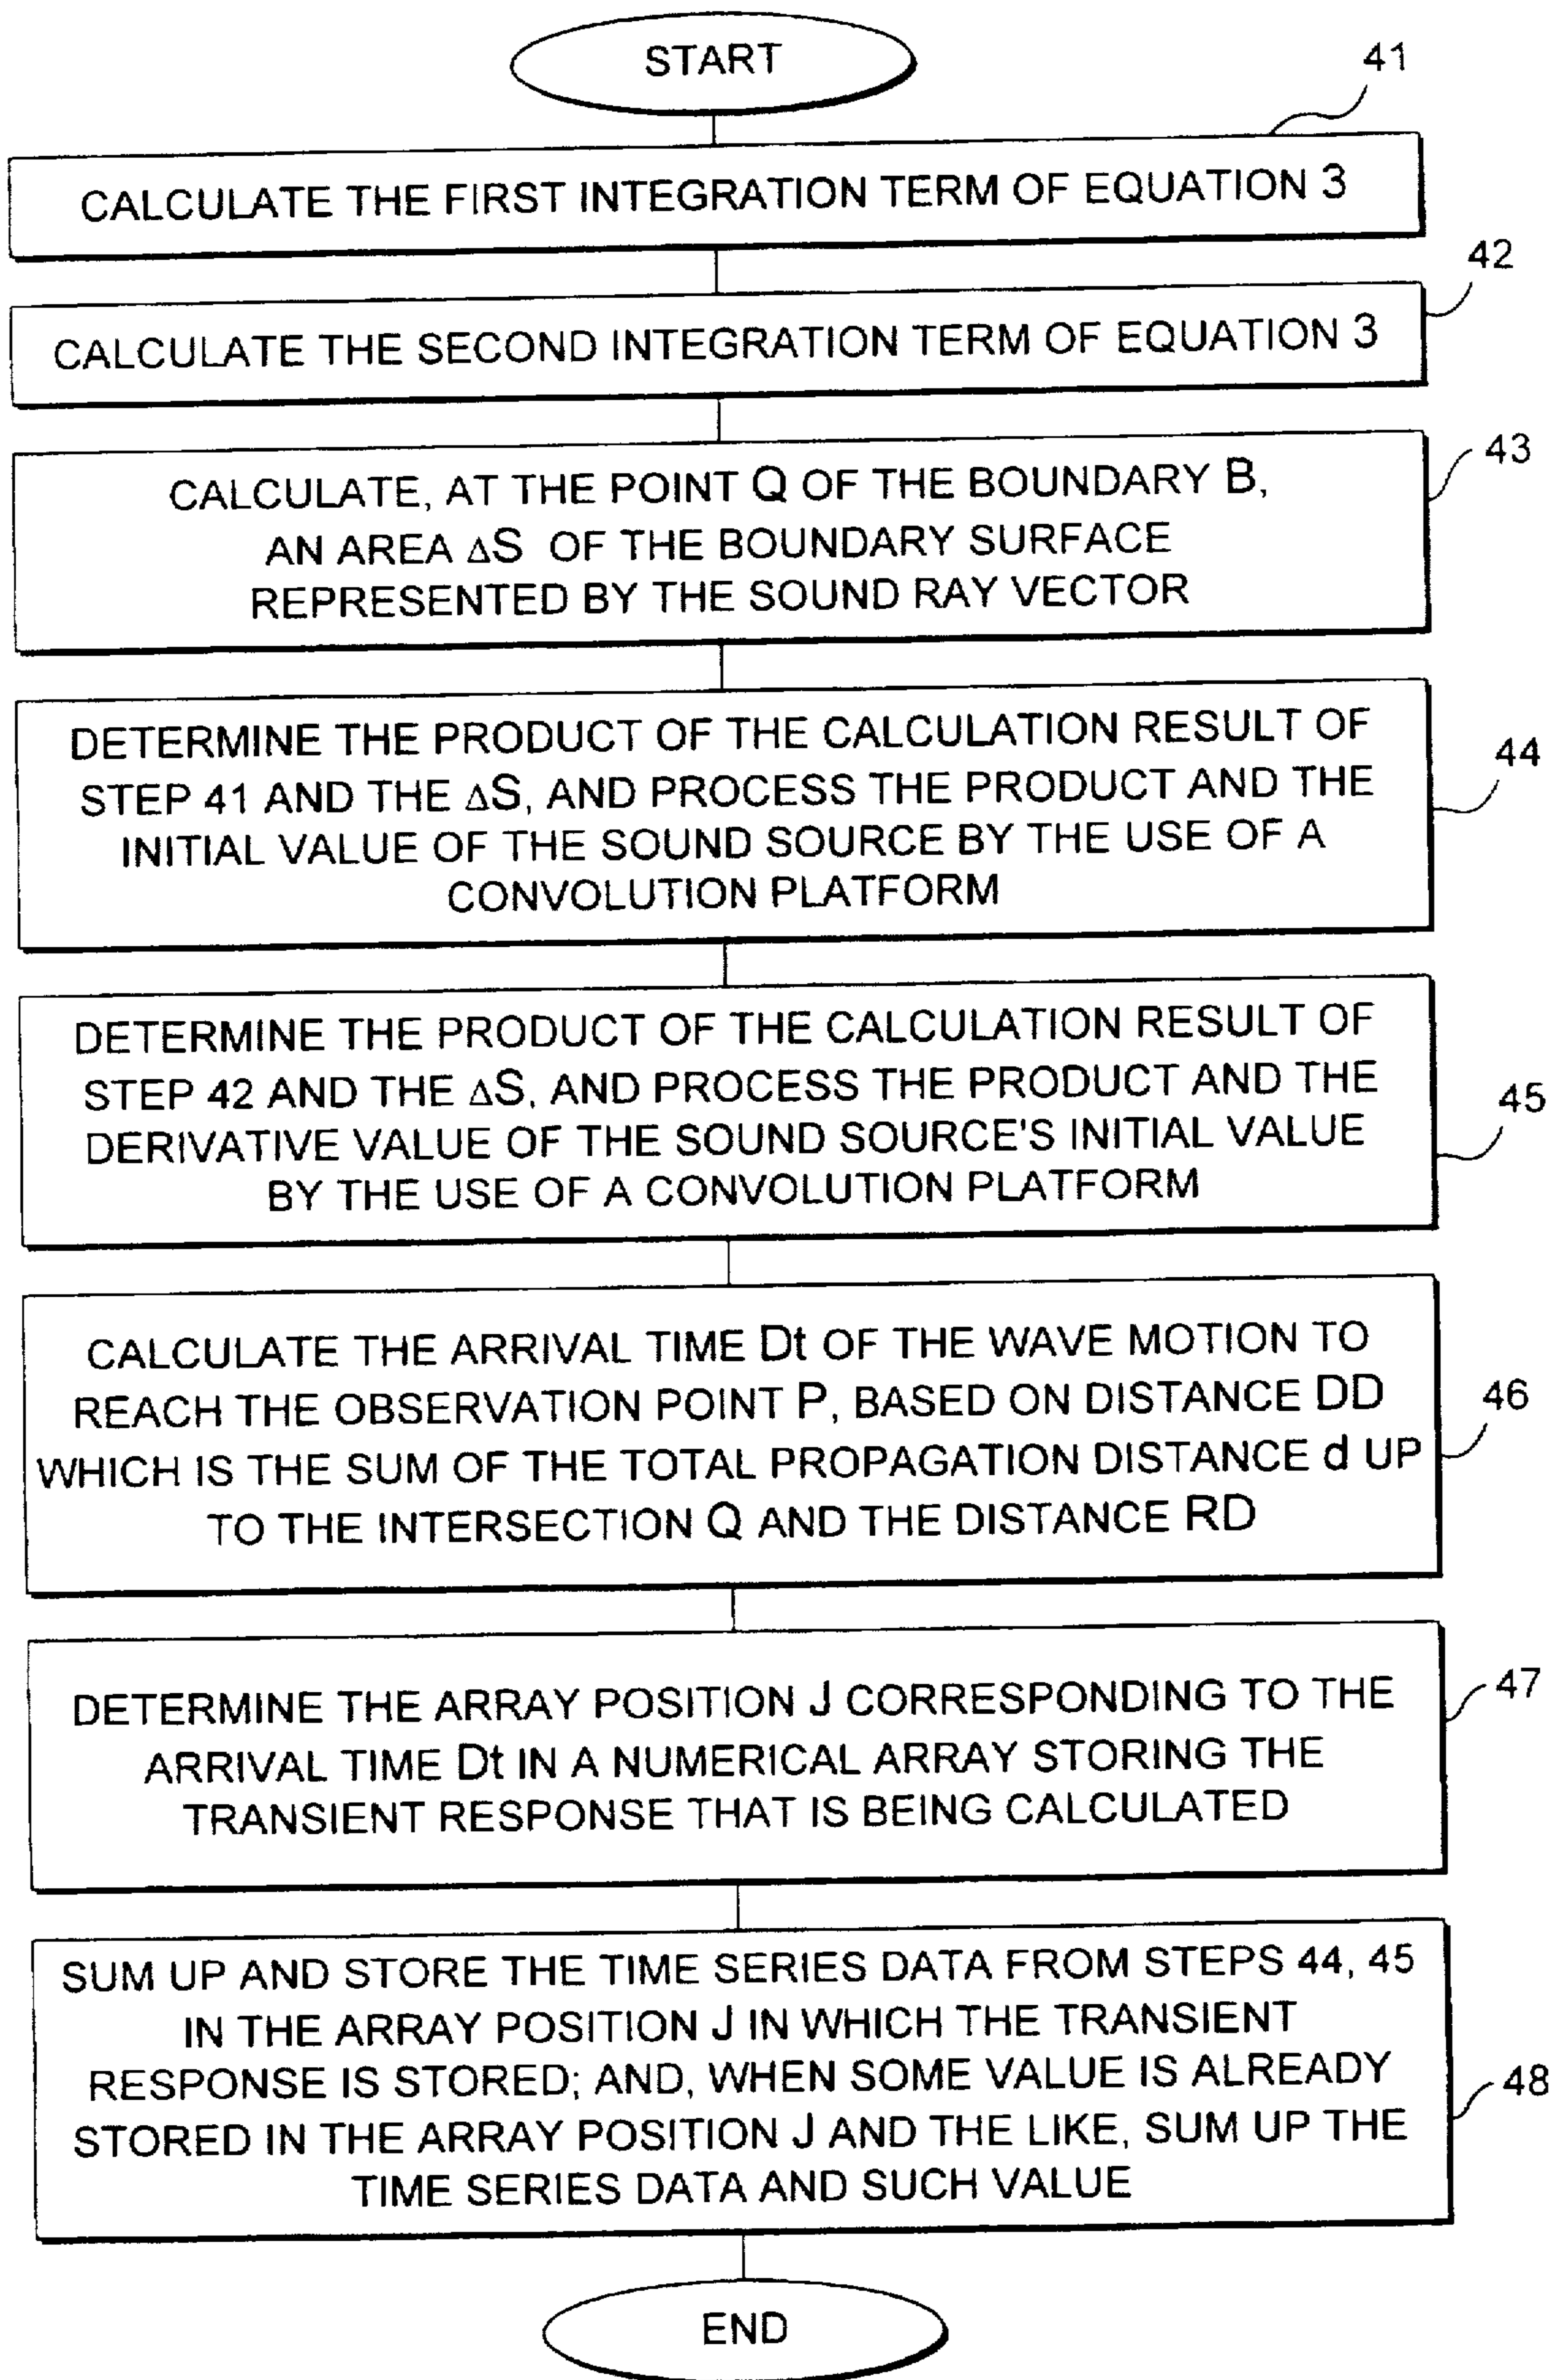 START
41
CALCULATE THE FIRST INTEGRATION TERM OF EQUATION 3
42
CALCULATE THE SECOND INTEGRATION TERM OF EQUATION 3
43
CALCULATE, AT THE POINT Q OF THE BOUNDARY B,
AN AREA ΔS OF THE BOUNDARY SURFACE
REPRESENTED BY THE SOUND RAY VECTOR
44
DETERMINE THE PRODUCT OF THE CALCULATION RESULT OF
STEP 41 AND THE ΔS, AND PROCESS THE PRODUCT AND THE
INITIAL VALUE OF THE SOUND SOURCE BY THE USE OF A
CONVOLUTION PLATFORM
45
DETERMINE THE PRODUCT OF THE CALCULATION RESULT OF
STEP 42 AND THE ΔS, AND PROCESS THE PRODUCT AND THE
DERIVATIVE VALUE OF THE SOUND SOURCE'S INITIAL VALUE
BY THE USE OF A CONVOLUTION PLATFORM
46
CALCULATE THE ARRIVAL TIME Dt OF THE WAVE MOTION TO
REACH THE OBSERVATION POINT P, BASED ON DISTANCE DD
WHICH IS THE SUM OF THE TOTAL PROPAGATION DISTANCE d UP
TO THE INTERSECTION Q AND THE DISTANCE RD
47
DETERMINE THE ARRAY POSITION J CORRESPONDING TO THE
ARRIVAL TIME Dt IN A NUMERICAL ARRAY STORING THE
TRANSIENT RESPONSE THAT IS BEING CALCULATED
48
SUM UP AND STORE THE TIME SERIES DATA FROM STEPS 44, 45
IN THE ARRAY POSITION J IN WHICH THE TRANSIENT
RESPONSE IS STORED; AND, WHEN SOME VALUE IS ALREADY
STORED IN THE ARRAY POSITION J AND THE LIKE, SUM UP THE
TIME SERIES DATA AND SUCH VALUE
END